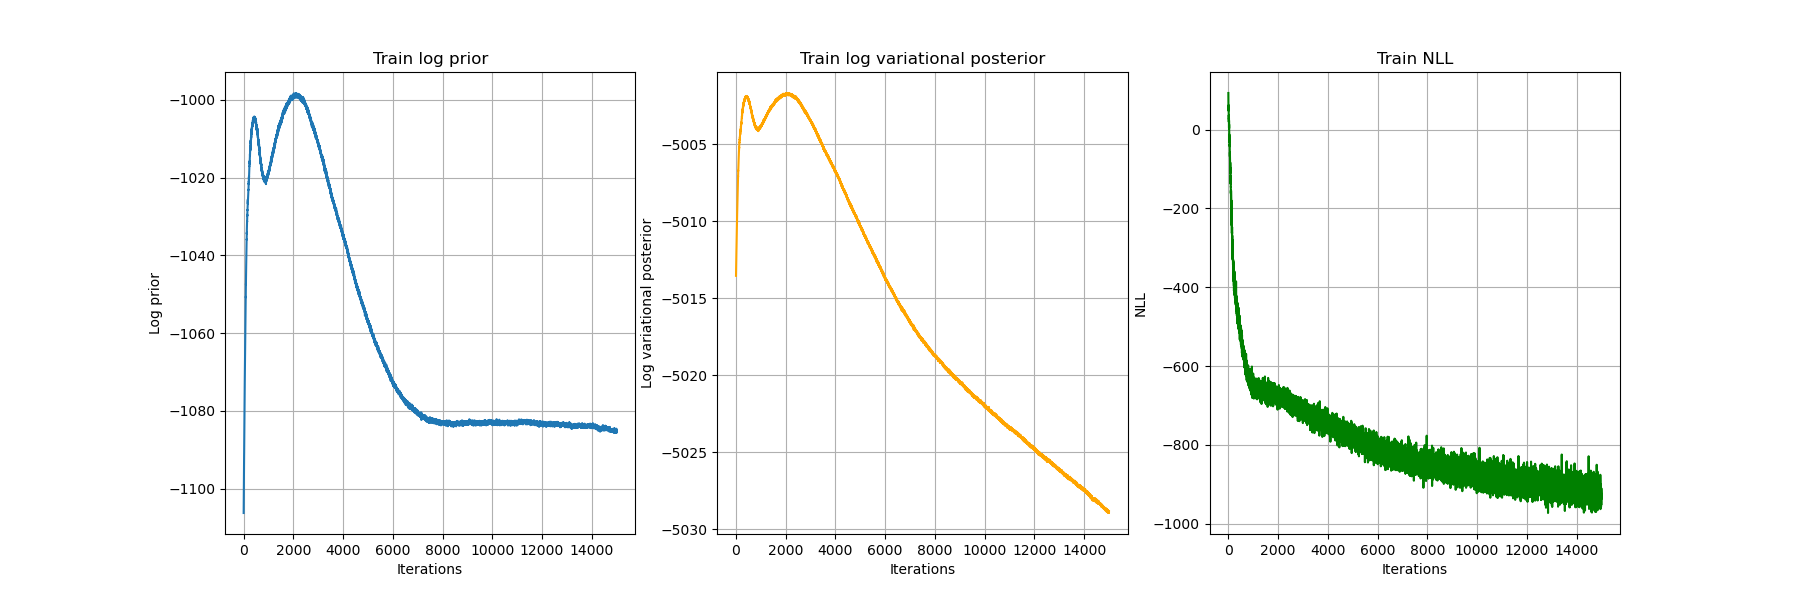 Train log prior
Log prior
−1000
−1020
−1040
−1060
−1080
−1100
0 2000 4000 6000 8000 10000 12000 14000
Iterations
Train log variational posterior
Log variational posterior
−5005
−5010
−5015
−5020
−5025
−5030
0 2000 4000 6000 8000 10000 12000 14000
Iterations
Train NLL
NLL
0
−200
−400
−600
−800
−1000
0 2000 4000 6000 8000 10000 12000 14000
Iterations